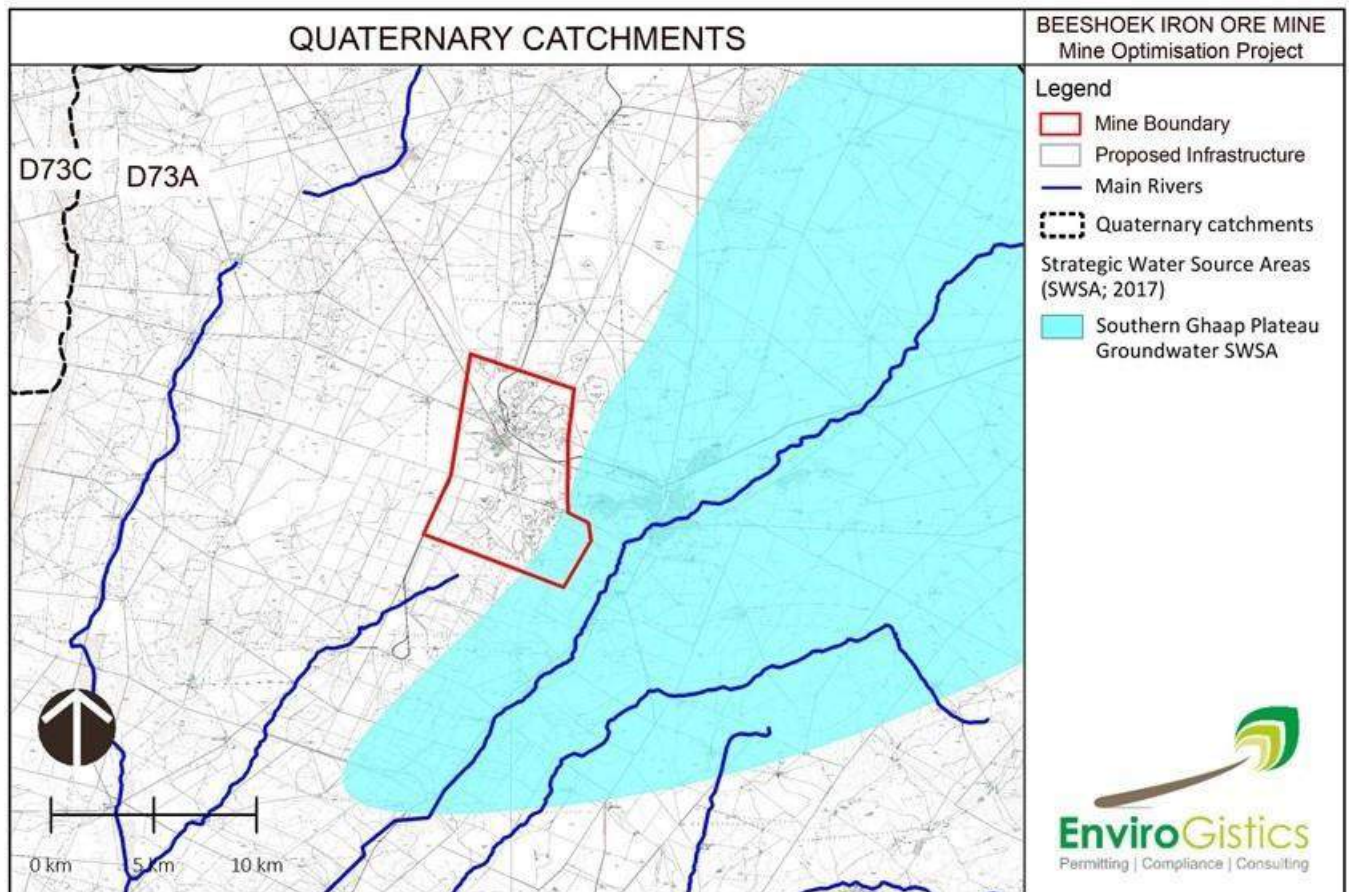 QUATERNARY CATCHMENTS
BEESHOEK IRON ORE MINE
Mine Optimisation Project
Legend
Mine Boundary
Proposed Infrastructure
Main Rivers
Quaternary catchments
Strategic Water Source Areas
(SWSA; 2017)
Southern Ghaap Plateau
Groundwater SWSA
D73C
D73A
0 km
5 km
10 km
EnviroGistics
Permitting | Compliance | Consulting